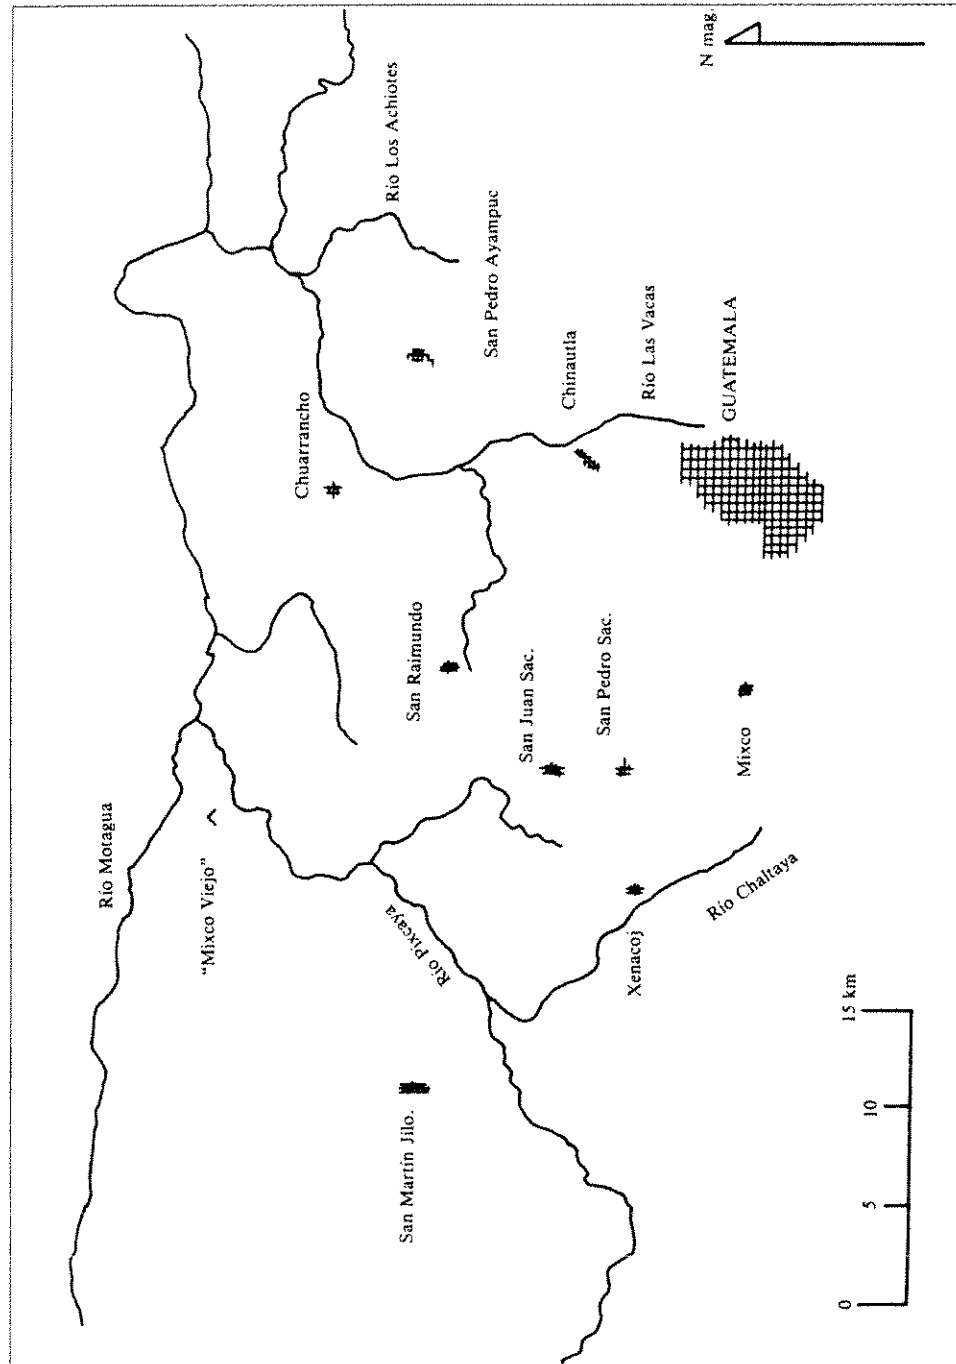 N mag.
Río Los Achiotes
San Pedro Ayampuc
Río Motagua
"Mixco Viejo"
Chuarrancho
Chinautla
Río Las Vacas
GUATEMALA
San Raimundo
San Juan Sac.
San Pedro Sac.
Mixco
Río Pixcaya
San Martín Jilo.
Xenacoj
Río Chaltaya
0 5 10 15 km